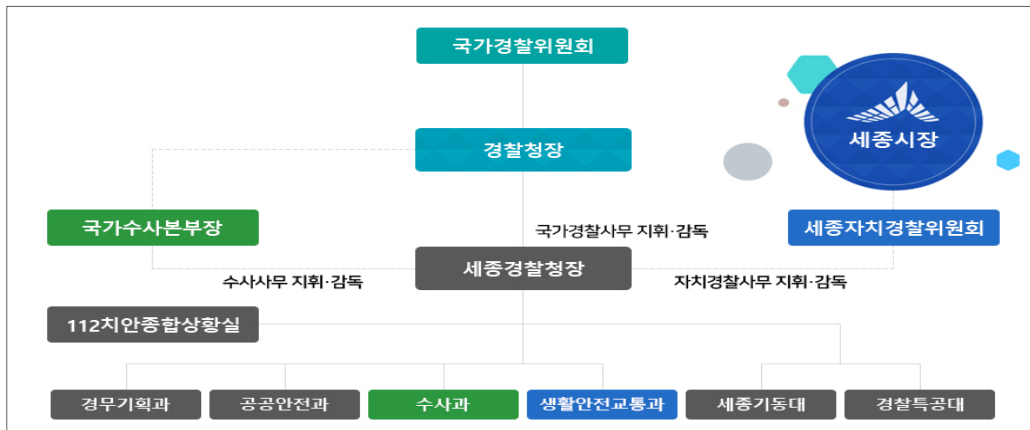 국가경찰위원회
경찰청장
세종시장
국가수사본부장
국가경찰사무 지휘·감독
세종자치경찰위원회
수사사무 지휘·감독
세종경찰청장
자치경찰사무 지휘·감독
112치안종합상황실
경무기획과
공공안전과
수사과
생활안전교통과
세종기동대
경찰특공대